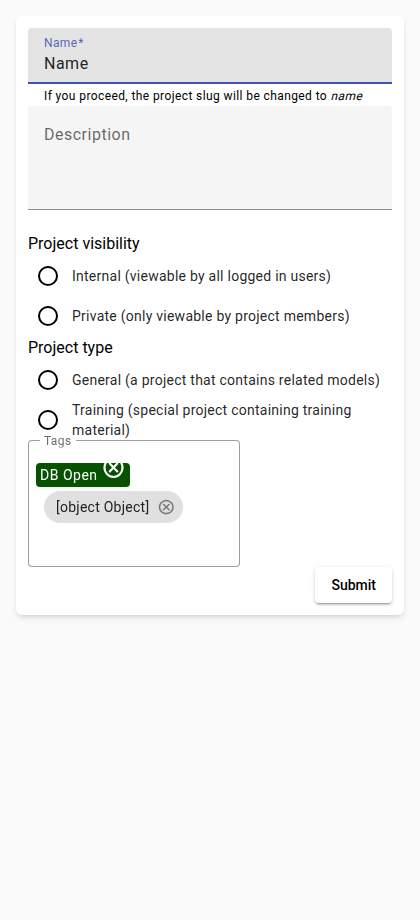 Name*
Name
If you proceed, the project slug will be changed to name
Description
Project visibility
Internal (viewable by all logged in users)
Private (only viewable by project members)
Project type
General (a project that contains related models)
Training (special project containing training
material)
Tags
DB Open
[object Object]
Submit